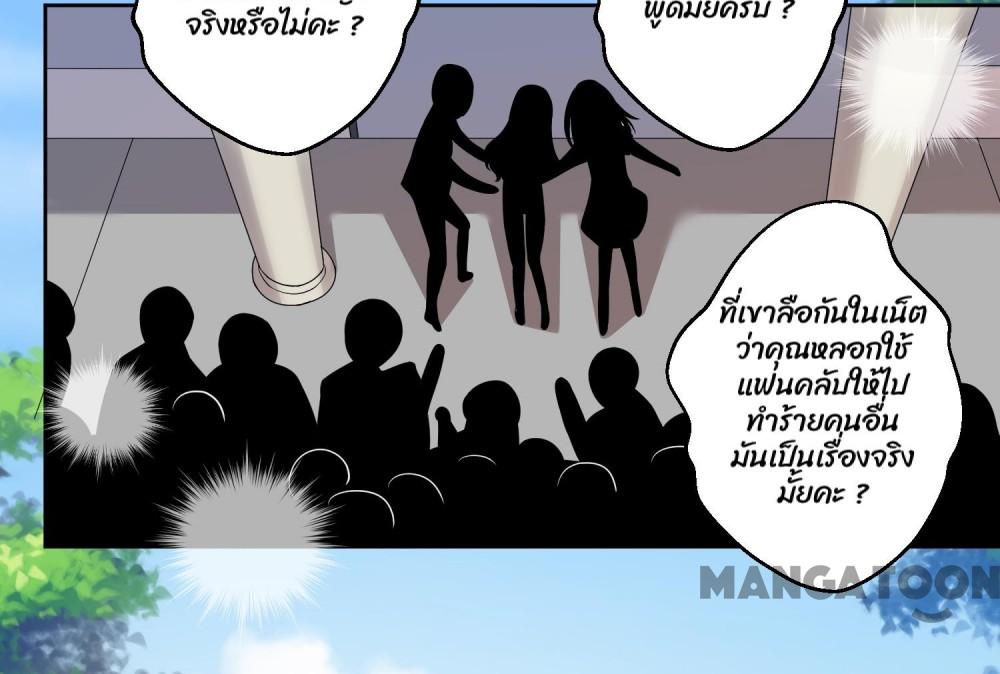 จริงหรือไม่คะ ?
พูดมั้ยครับ ?
ที่เขาลือกันในเน็ต
ว่าคุณหลอกใช้
แฟนคลับให้ไป
ทำร้ายคนอื่น
มันเป็นเรื่องจริง
มั้ยคะ ?
MANGATOON